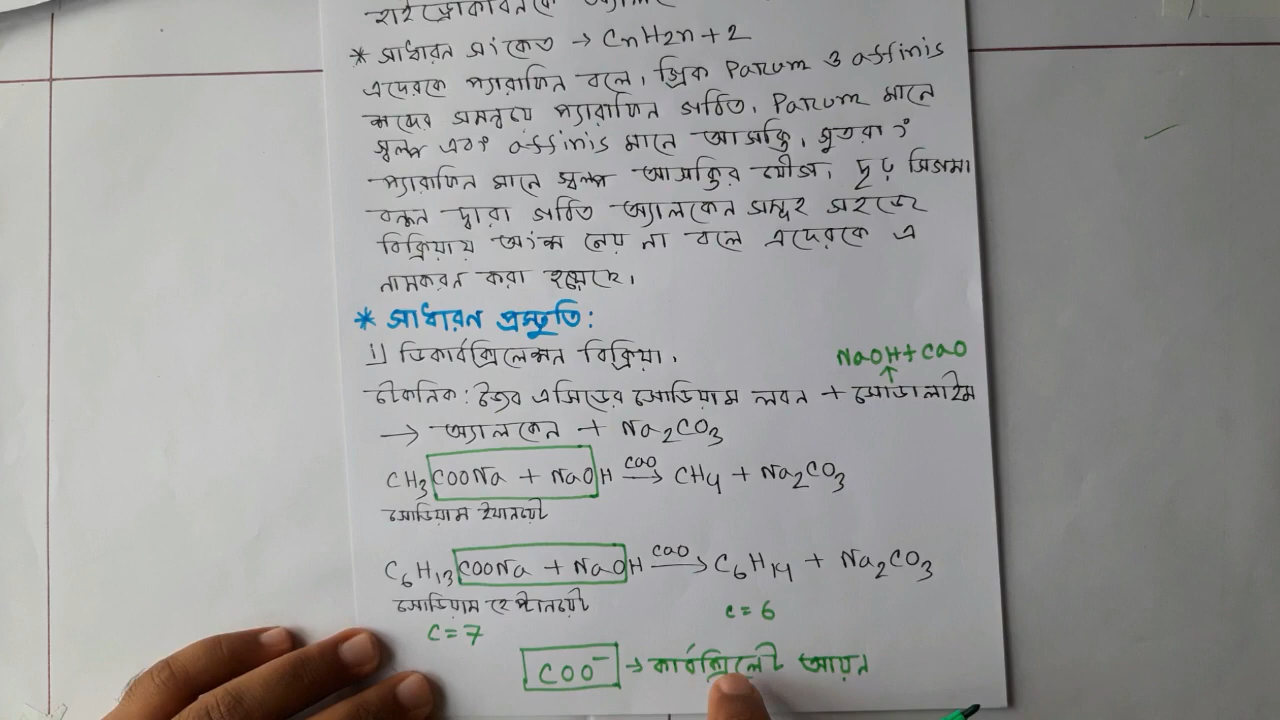 হাইড্রোকার্বনকে
* সাধারন সংকেত → CnH2n+2
এদেরকে প্যারাফিন বলে। গ্রিক Parum ও affinis
শব্দের সমন্বয়ে প্যারাফিন গঠিত। Parum মানে
স্বল্প এবং affinis মানে আসক্তি, সুতরাং
প্যারাফিন মানে স্বল্প আসক্তির যৌগ। দৃঢ় সিগমা
বন্ধন দ্বারা গঠিত অ্যালকেন সমূহ সহজে
বিক্রিয়ায় অংশ নেয় না বলে এদেরকে এ
নামকরন করা হয়েছে।
* সাধারন প্রস্তুতি:
1) ডিকার্বক্সিলেশন বিক্রিয়া।
NaOH+CaO
টেকনিক: জৈব এসিডের সোডিয়াম লবন + সোডালাইম
→ অ্যালকেন + Na2CO3
CH3COONa + NaOH CaO→ CH4 + Na2CO3
সোডিয়াম ইথানয়েট
C6H13COONa + NaOH CaO→ C6H14 + Na2CO3
সোডিয়াম হেপ্টানয়েট
C=7 C=6
COO⁻ → কার্বক্সিলেট আয়ন